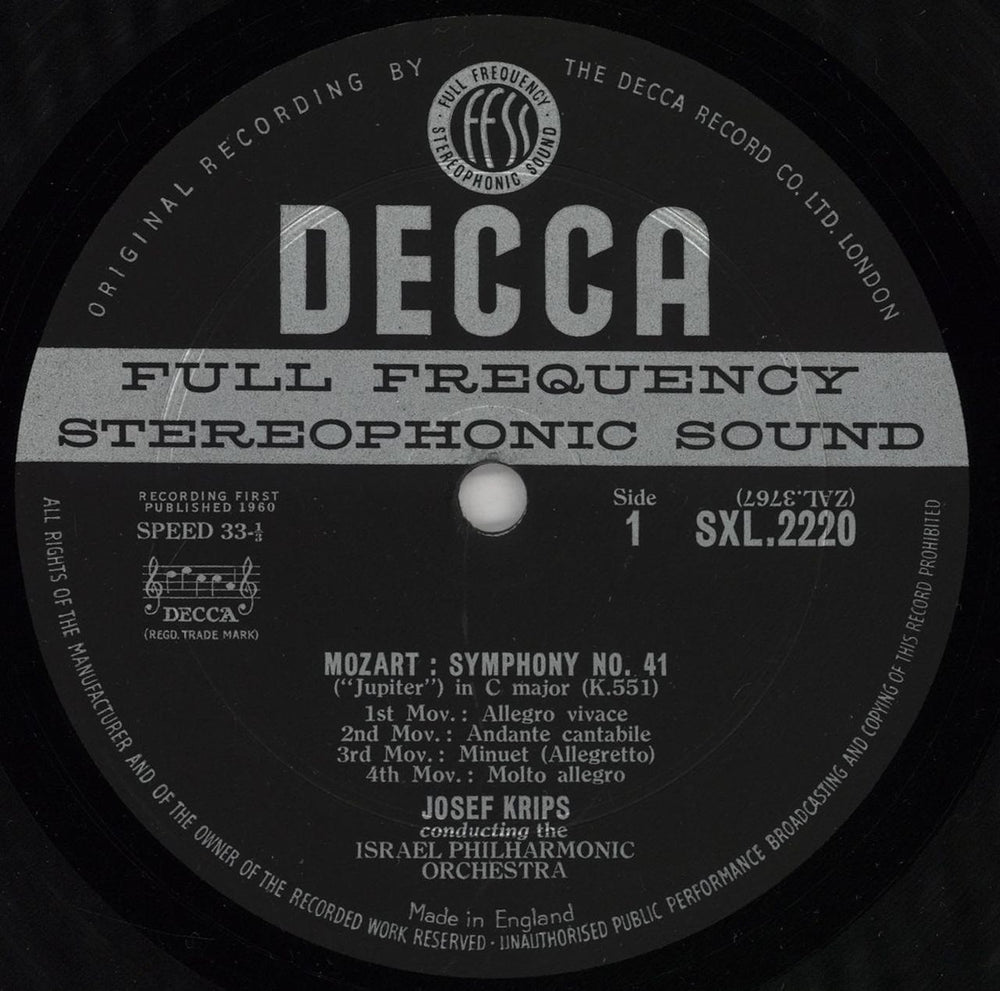 ORIGINAL RECORDING BY THE DECCA RECORD CO. LTD. LONDON
FULL FREQUENCY
FFSS
STEREOPHONIC SOUND
DECCA
FULL FREQUENCY
STEREOPHONIC SOUND
RECORDING FIRST
PUBLISHED 1960
SPEED 33-⅓
DECCA
(REGD. TRADE MARK)
Side
1
(ZAL.3767)
SXL.2220
MOZART : SYMPHONY NO. 41
("Jupiter") in C major (K.551)
1st Mov.: Allegro vivace
2nd Mov.: Andante cantabile
3rd Mov.: Minuet (Allegretto)
4th Mov.: Molto allegro
JOSEF KRIPS
conducting the
ISRAEL PHILHARMONIC
ORCHESTRA
Made in England
ALL RIGHTS OF THE MANUFACTURER AND OF THE OWNER OF THE RECORDED WORK RESERVED · UNAUTHORISED PUBLIC PERFORMANCE BROADCASTING AND COPYING OF THIS RECORD PROHIBITED